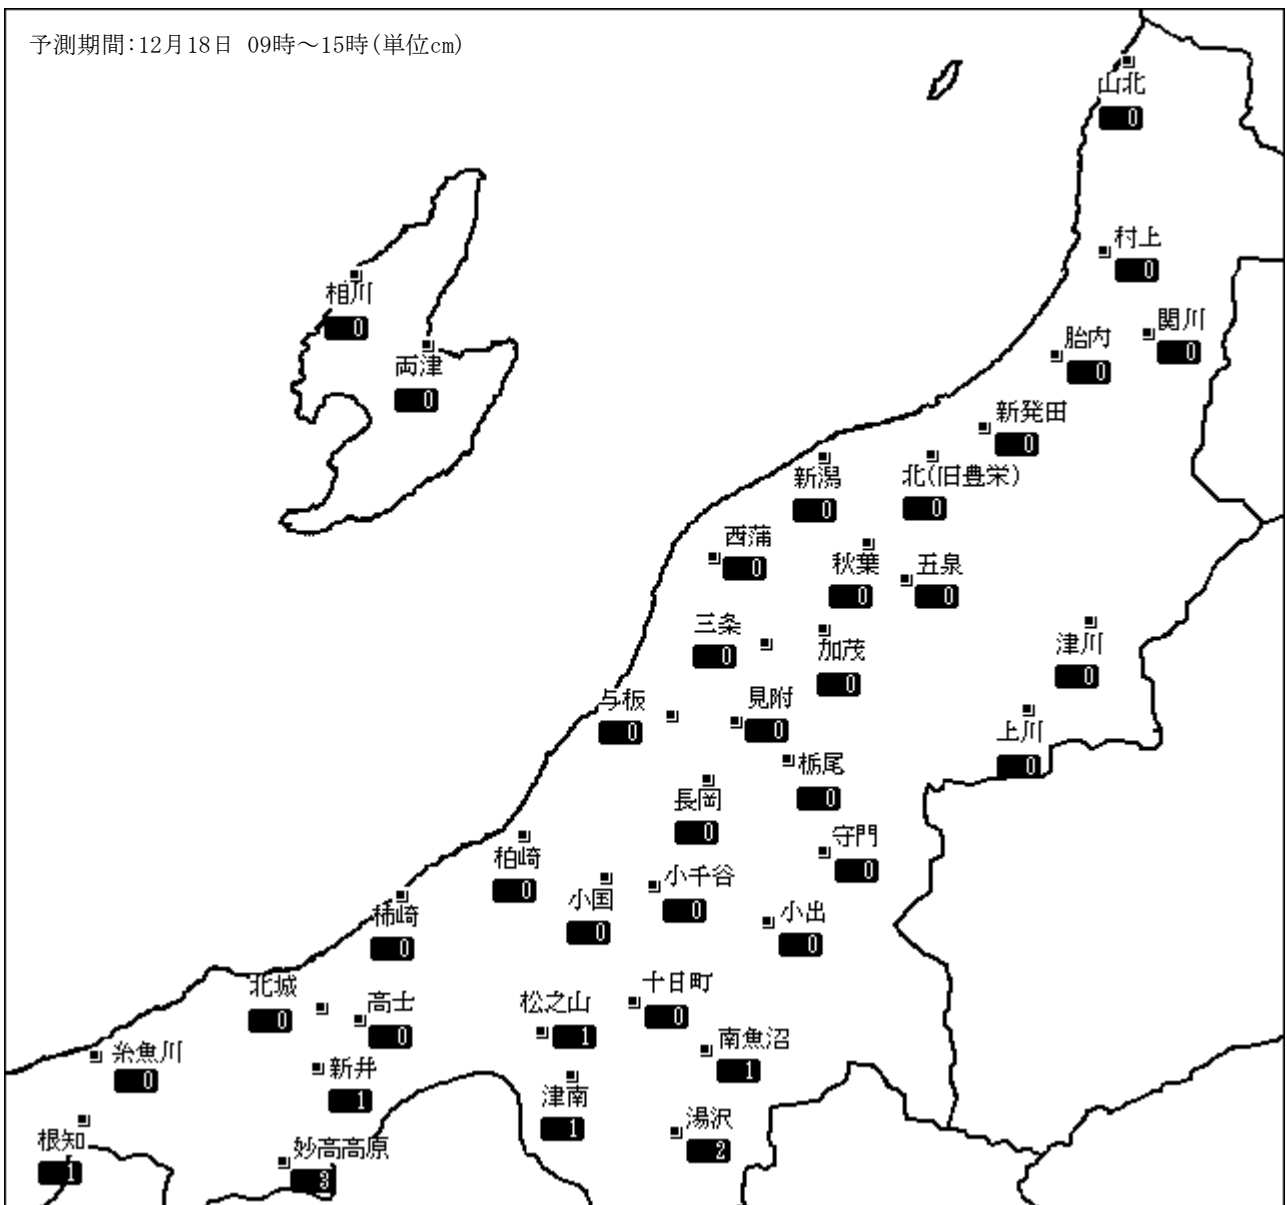 予測期間:12月18日 09時～15時(単位cm)
山北
0
村上
0
相川
0
関川
0
胎内
0
両津
0
新発田
0
新潟
0
北(旧豊栄)
0
西蒲
0
秋葉
0
五泉
0
三条
0
加茂
0
津川
0
与板
0
見附
0
上川
0
栃尾
0
長岡
0
守門
0
柏崎
0
小千谷
0
小国
0
小出
0
柿崎
0
北城
0
高士
0
松之山
1
十日町
0
南魚沼
1
糸魚川
0
新井
1
津南
1
湯沢
2
根知
1
妙高高原
3